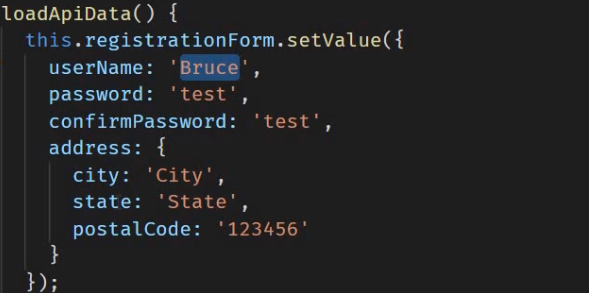 loadApiData() {
this.registrationForm.setValue({
userName: 'Bruce',
password: 'test',
confirmPassword: 'test',
address: {
city: 'City',
state: 'State',
postalCode: '123456'
}
});